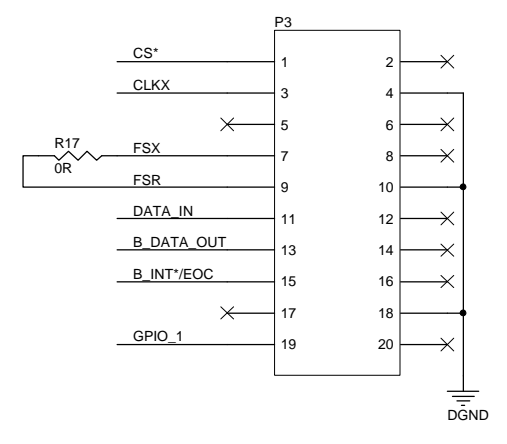 P3
CS* 1 2
CLKX 3 4
5 6
R17 FSX 7 8
0R
FSR 9 10
DATA_IN 11 12
B_DATA_OUT 13 14
B_INT*/EOC 15 16
17 18
GPIO_1 19 20
DGND